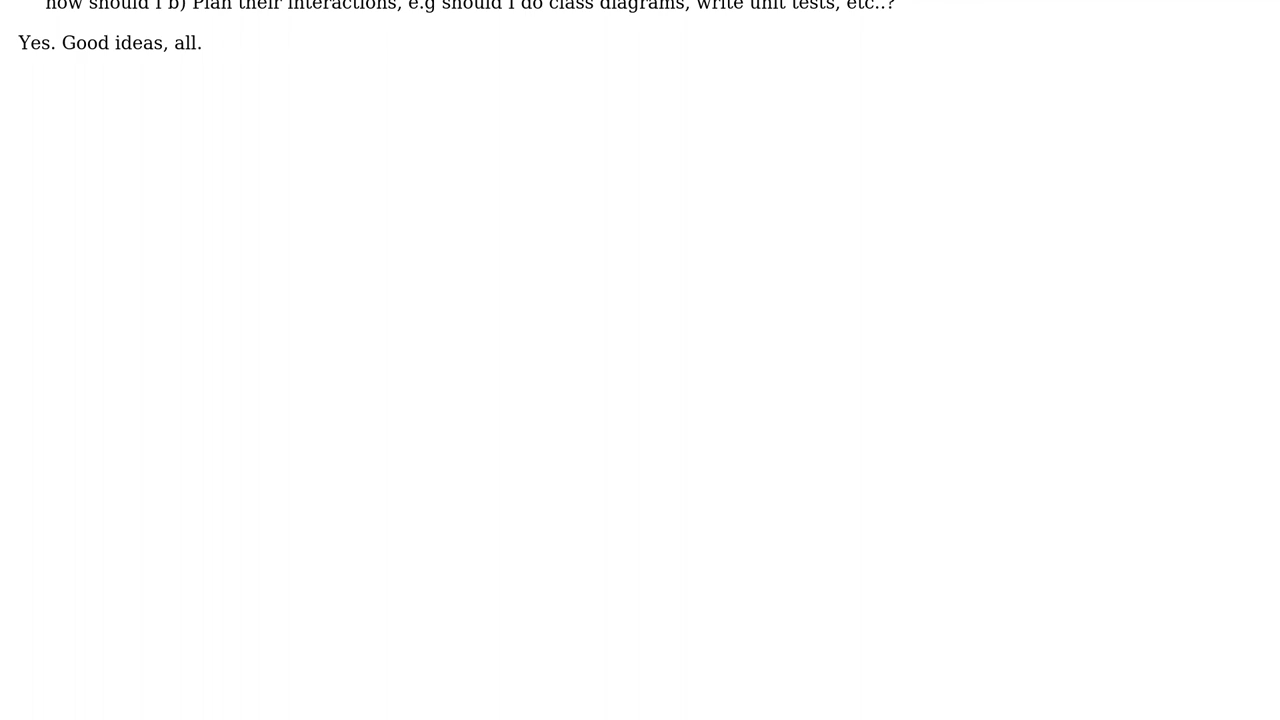 how should I b) Plan their interactions, e.g should I do class diagrams, write unit tests, etc..?
Yes. Good ideas, all.